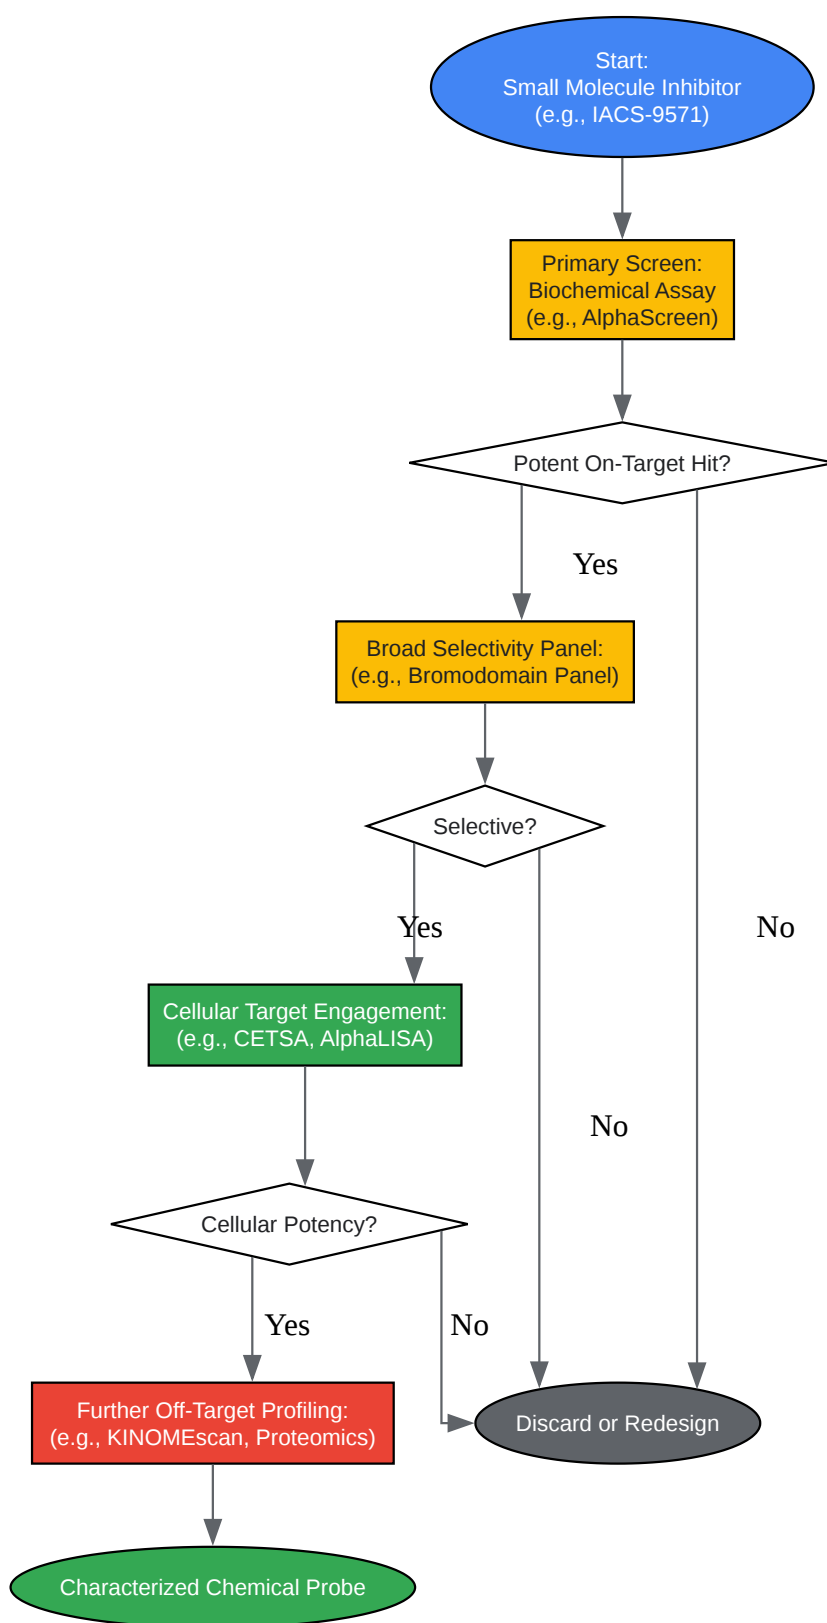 Start:
Small Molecule Inhibitor
(e.g., IACS-9571)
Primary Screen:
Biochemical Assay
(e.g., AlphaScreen)
Potent On-Target Hit?
Yes
Broad Selectivity Panel:
(e.g., Bromodomain Panel)
Selective?
Yes
No
Cellular Target Engagement:
(e.g., CETSA, AlphaLISA)
No
Cellular Potency?
Yes
No
Further Off-Target Profiling:
(e.g., KINOMEscan, Proteomics)
Discard or Redesign
Characterized Chemical Probe